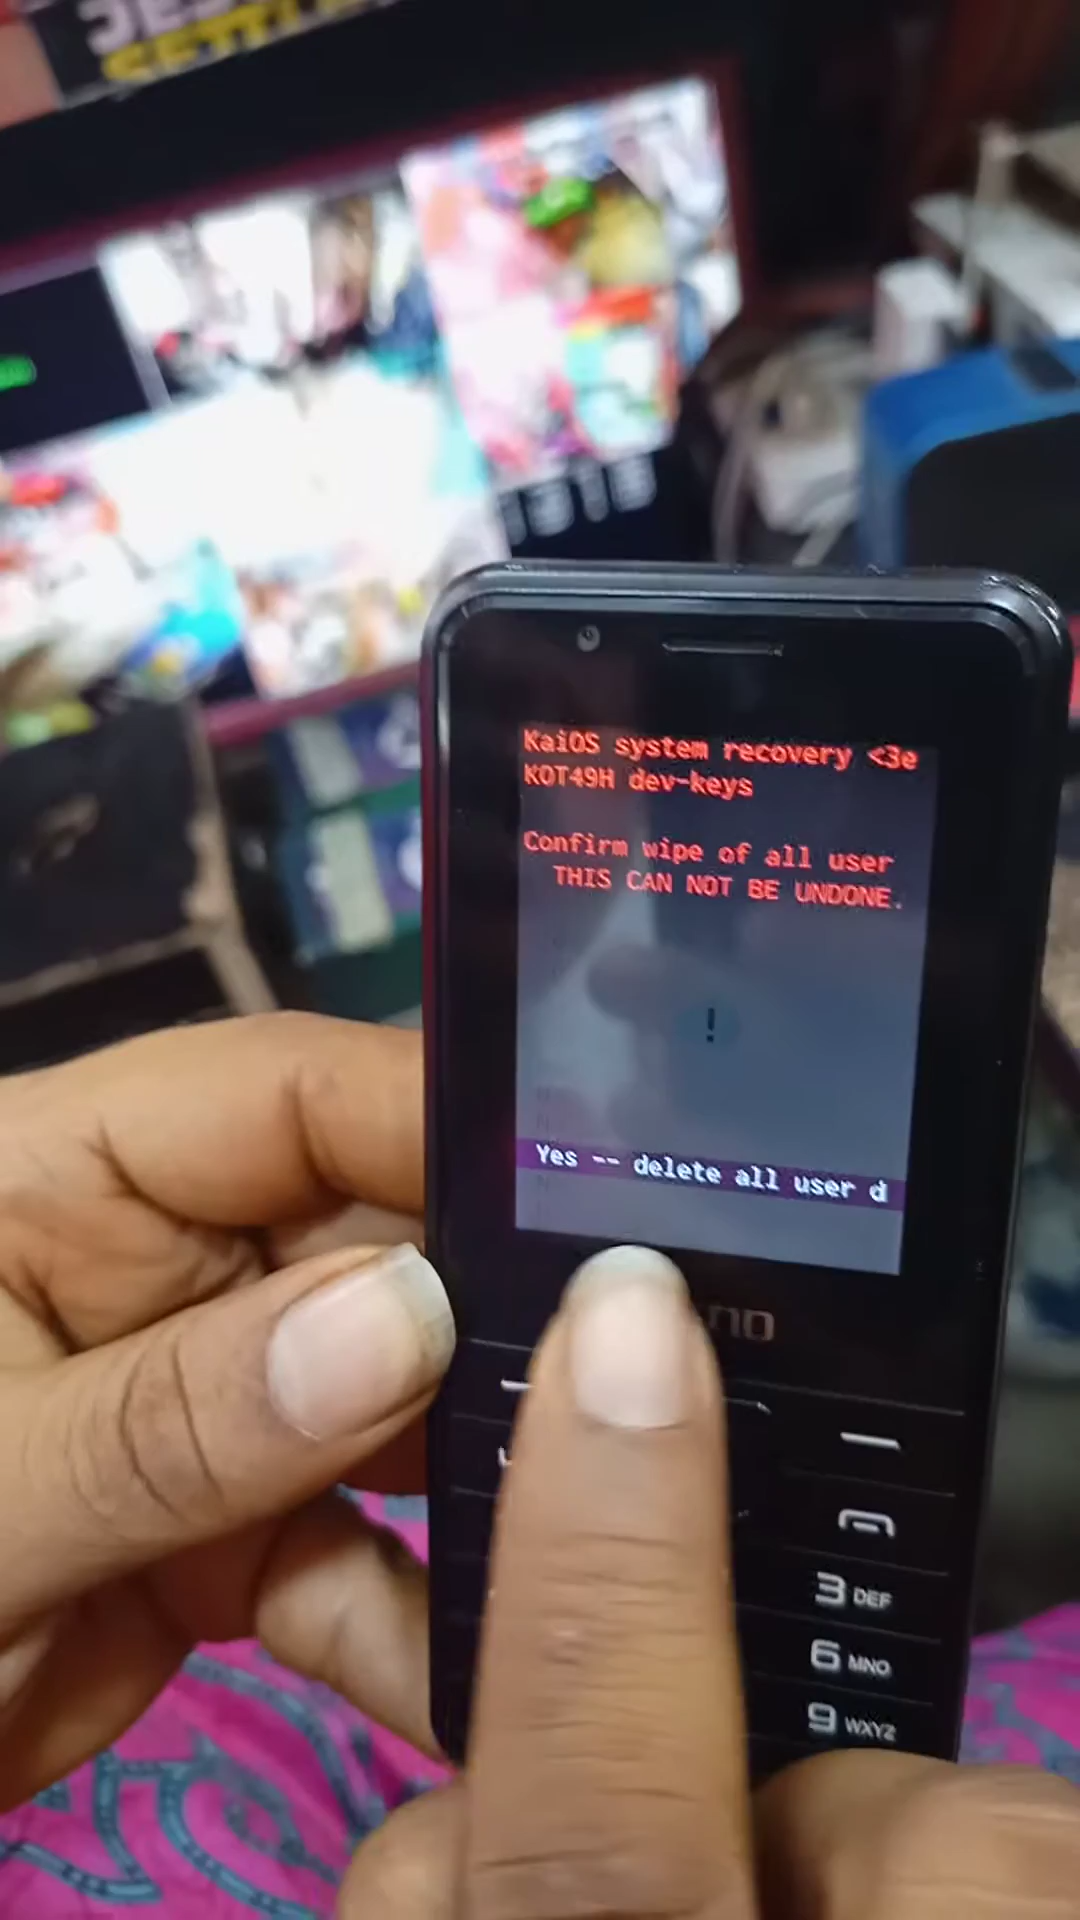 KaiOS system recovery <3e
KOT49H dev-keys
Confirm wipe of all user
THIS CAN NOT BE UNDONE.
!
Yes -- delete all user d
3 DEF
6 MNO
9 WXYZ